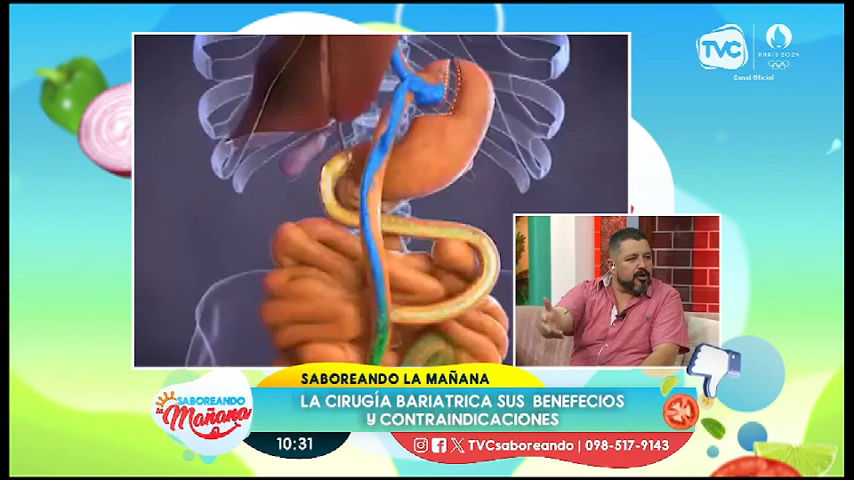 TVC
PARIS 2024
Canal Oficial
SABOREANDO LA MAÑANA
SABOREANDO
la Mañana
LA CIRUGÍA BARIATRICA SUS BENEFECIOS
Y CONTRAINDICACIONES
10:31
TVCsaboreando | 098-517-9143